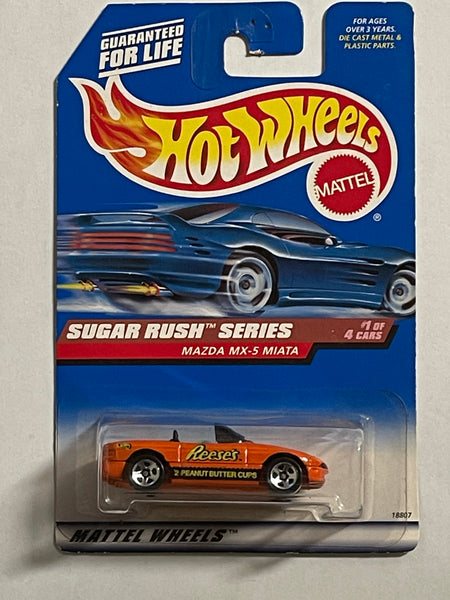 GUARANTEED
FOR LIFE
FOR AGES
OVER 3 YEARS.
DIE CAST METAL &
PLASTIC PARTS.
HOT WHEELS
MATTEL
®
SUGAR RUSH™ SERIES
#1 OF
4 CARS
MAZDA MX-5 MIATA
Reese's
2 PEANUT BUTTER CUPS
18807
MATTEL WHEELS™